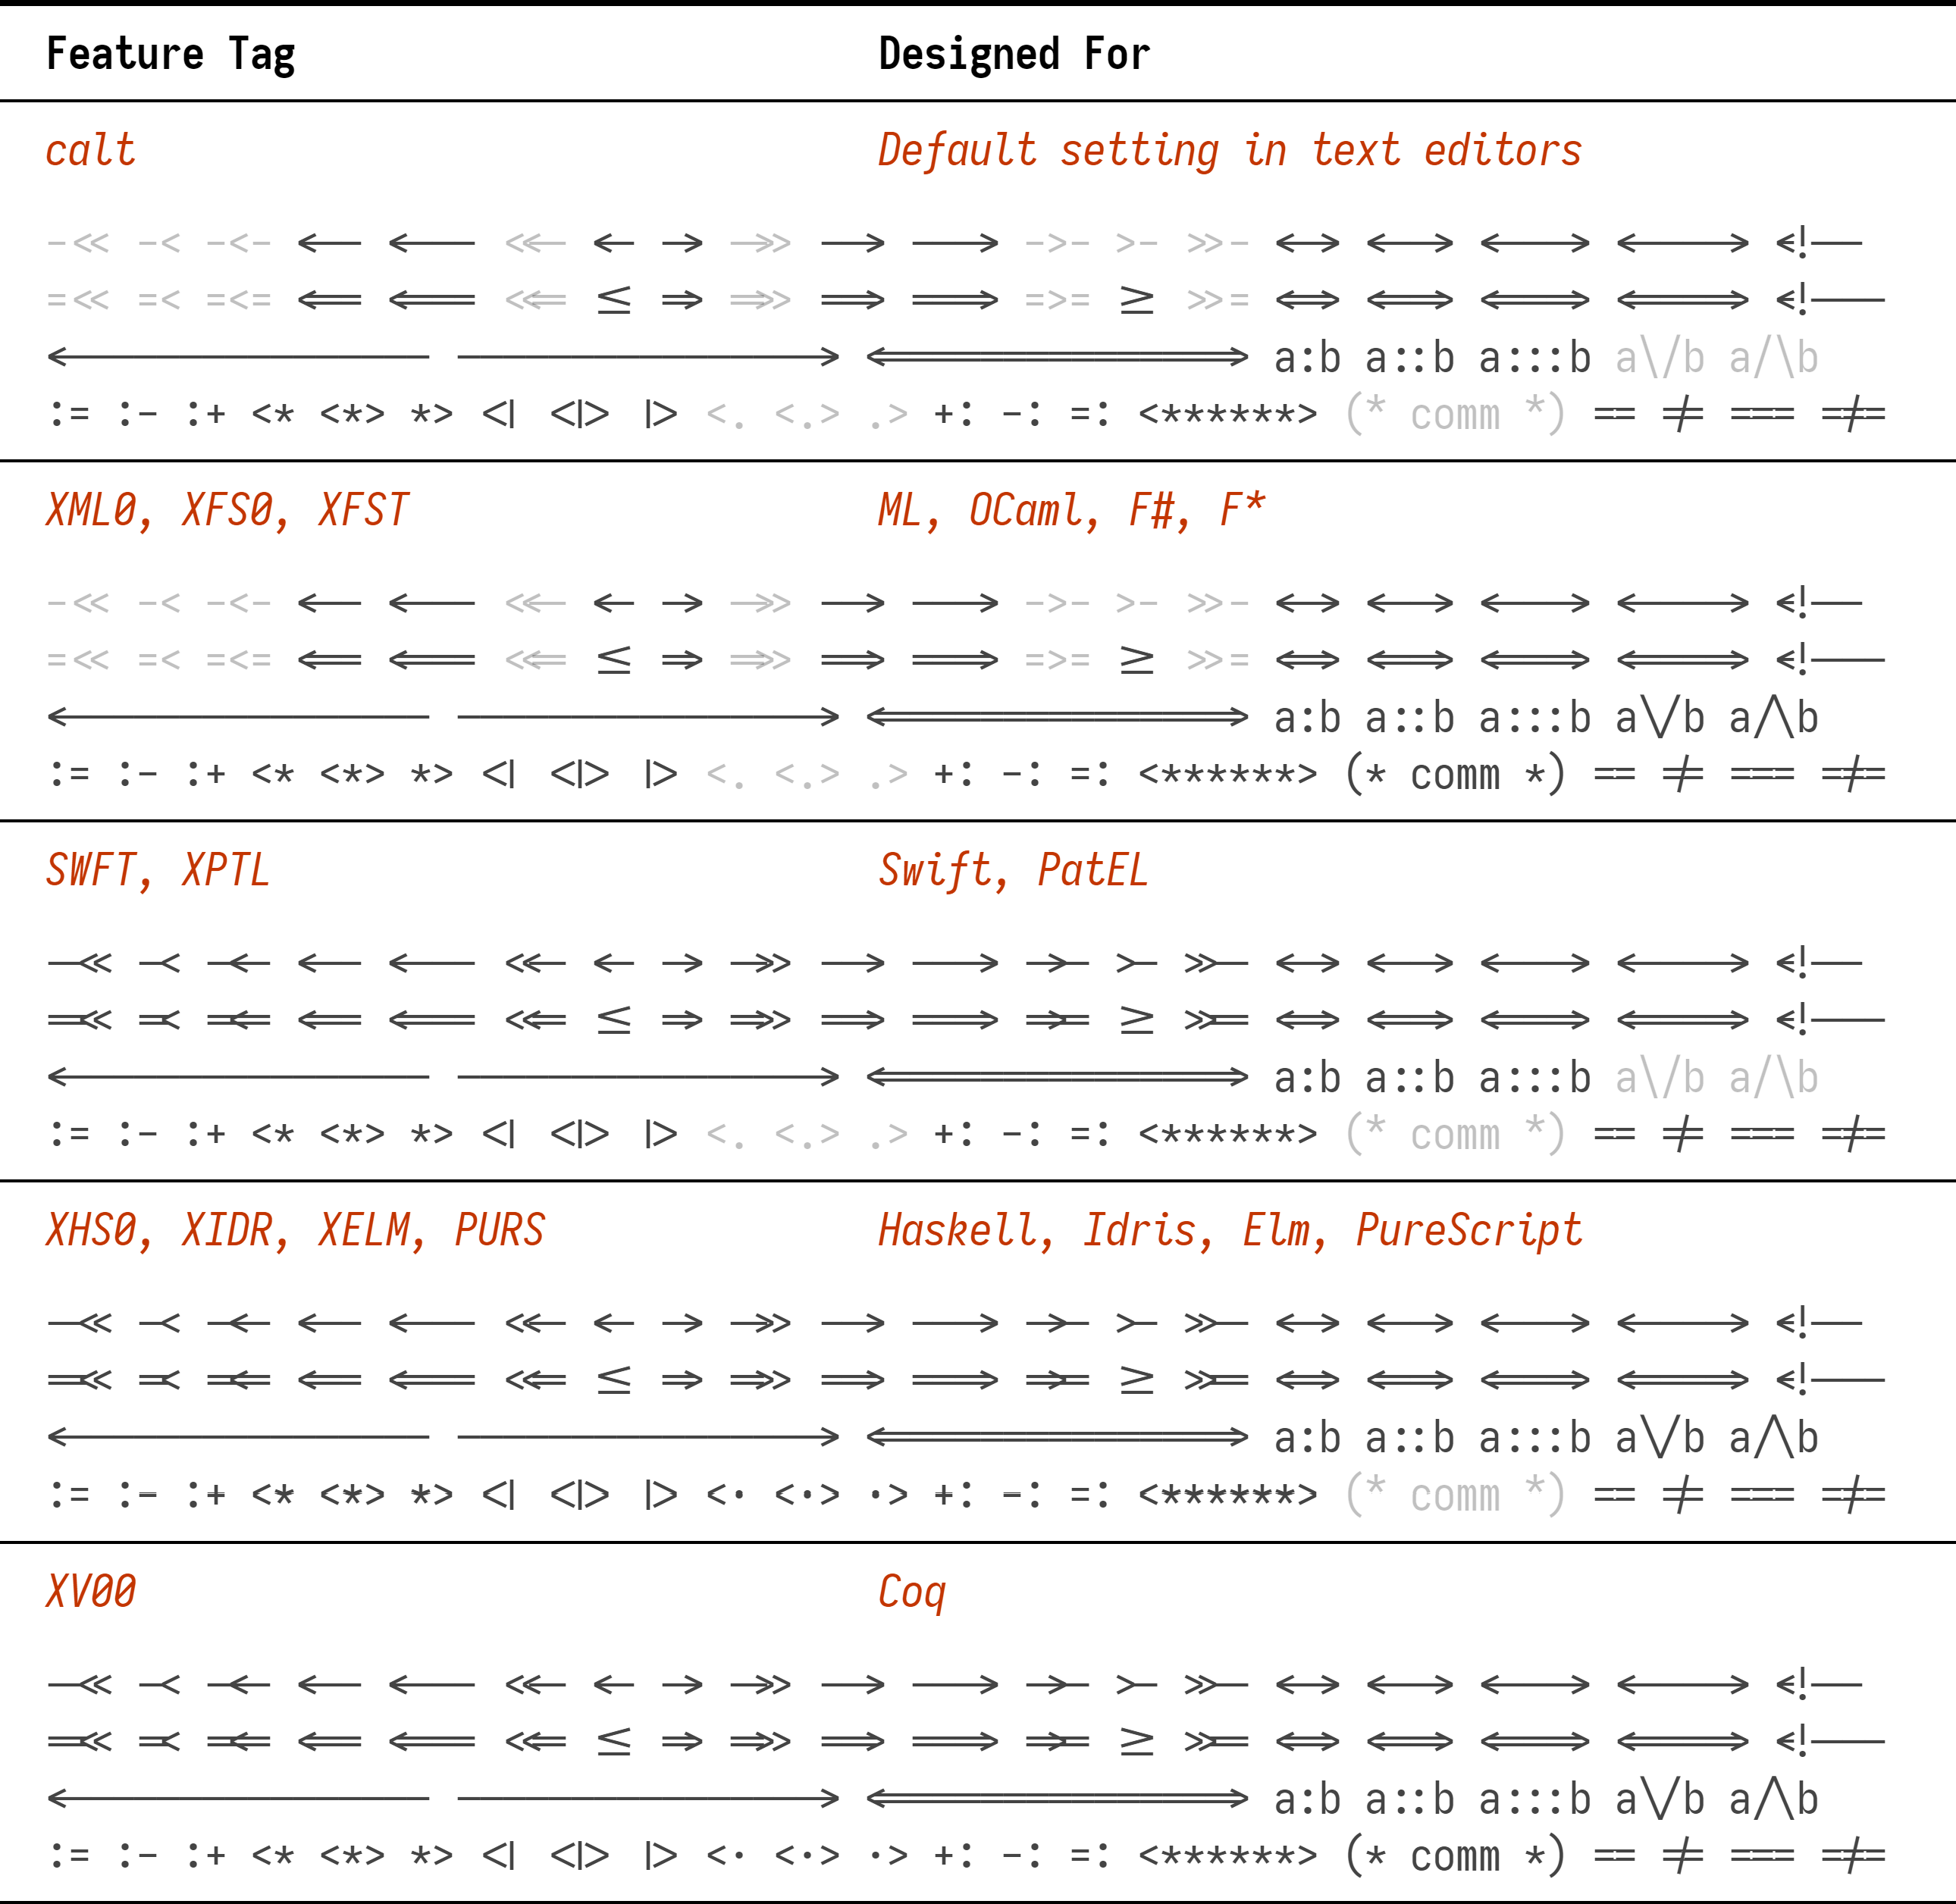 Feature Tag Designed For
calt Default setting in text editors
-<< -< -<- <-- <--- <<- <- -> ->> --> ---> ->- >- >>- <-> <--> <---> <----> <!--
=<< =< =<= <== <=== <<= <= => =>> ==> ===> =>= >= >>= <=> <==> <===> <====> <!---
<---------------- ----------------> <===============> a:b a::b a:::b a\/b a/\b
:= :- :+ <* <*> *> <| <|> |> <. <.> .> +: -: =: <******> (* comm *) == != === !==
XML0, XFS0, XFST ML, OCaml, F#, F*
-<< -< -<- <-- <--- <<- <- -> ->> --> ---> ->- >- >>- <-> <--> <---> <----> <!--
=<< =< =<= <== <=== <<= <= => =>> ==> ===> =>= >= >>= <=> <==> <===> <====> <!---
<---------------- ----------------> <===============> a:b a::b a:::b a\/b a/\b
:= :- :+ <* <*> *> <| <|> |> <. <.> .> +: -: =: <******> (* comm *) == != === !==
SWFT, XPTL Swift, PatEL
-<< -< -<- <-- <--- <<- <- -> ->> --> ---> ->- >- >>- <-> <--> <---> <----> <!--
=<< =< =<= <== <=== <<= <= => =>> ==> ===> =>= >= >>= <=> <==> <===> <====> <!---
<---------------- ----------------> <===============> a:b a::b a:::b a\/b a/\b
:= :- :+ <* <*> *> <| <|> |> <. <.> .> +: -: =: <******> (* comm *) == != === !==
XHS0, XIDR, XELM, PURS Haskell, Idris, Elm, PureScript
-<< -< -<- <-- <--- <<- <- -> ->> --> ---> ->- >- >>- <-> <--> <---> <----> <!--
=<< =< =<= <== <=== <<= <= => =>> ==> ===> =>= >= >>= <=> <==> <===> <====> <!---
<---------------- ----------------> <===============> a:b a::b a:::b a\/b a/\b
:= :- :+ <* <*> *> <| <|> |> <· <·> ·> +: -: =: <******> (* comm *) == != === !==
XV00 Coq
-<< -< -<- <-- <--- <<- <- -> ->> --> ---> ->- >- >>- <-> <--> <---> <----> <!--
=<< =< =<= <== <=== <<= <= => =>> ==> ===> =>= >= >>= <=> <==> <===> <====> <!---
<---------------- ----------------> <===============> a:b a::b a:::b a\/b a/\b
:= :- :+ <* <*> *> <| <|> |> <· <·> ·> +: -: =: <******> (* comm *) == != === !==